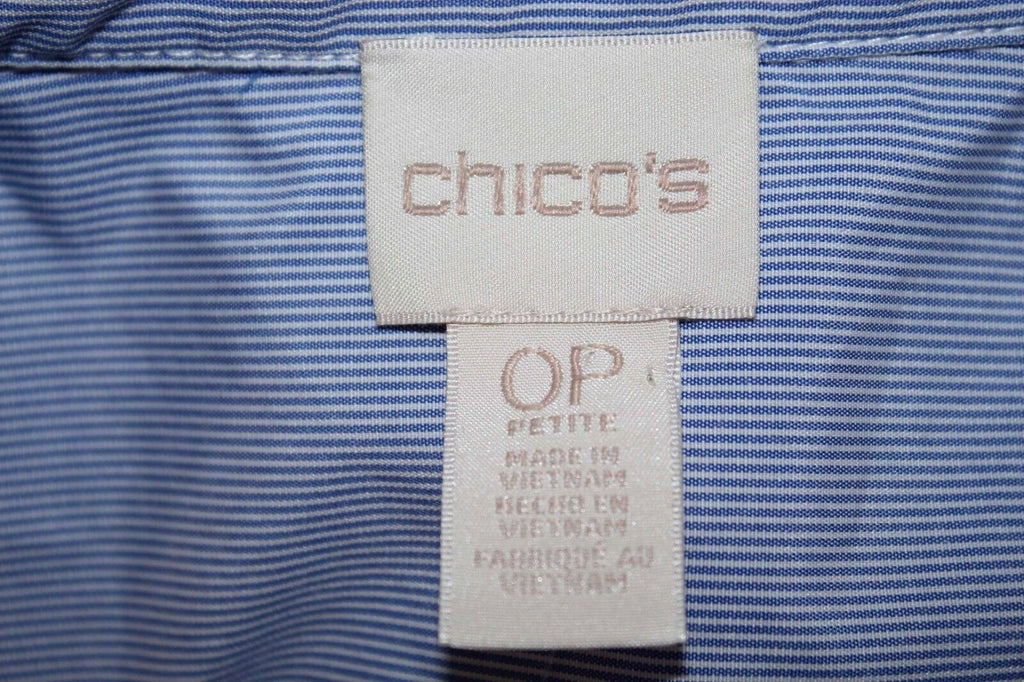 chico's
OP
PETITE
MADE IN
VIETNAM
HECHO EN
VIETNAM
FABRIQUÉ AU
VIETNAM